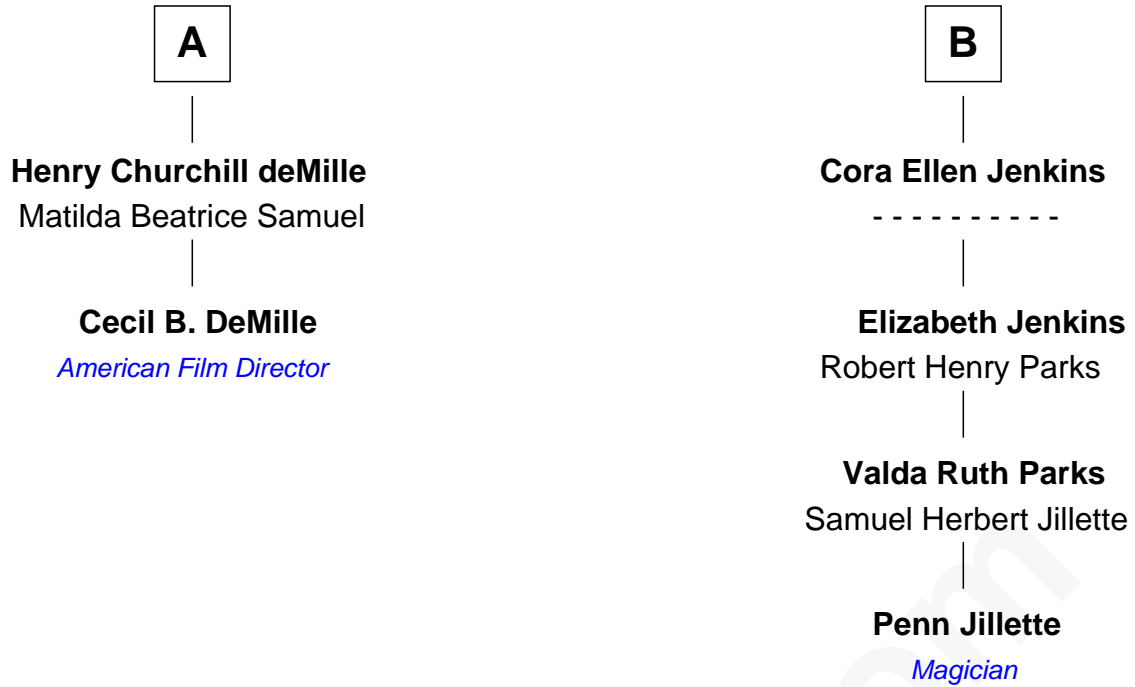 A
Henry Churchill deMille
Matilda Beatrice Samuel
Cecil B. DeMille
American Film Director
B
Cora Ellen Jenkins
- - - - - - - - - -
Elizabeth Jenkins
Robert Henry Parks
Valda Ruth Parks
Samuel Herbert Jillette
Penn Jillette
Magician